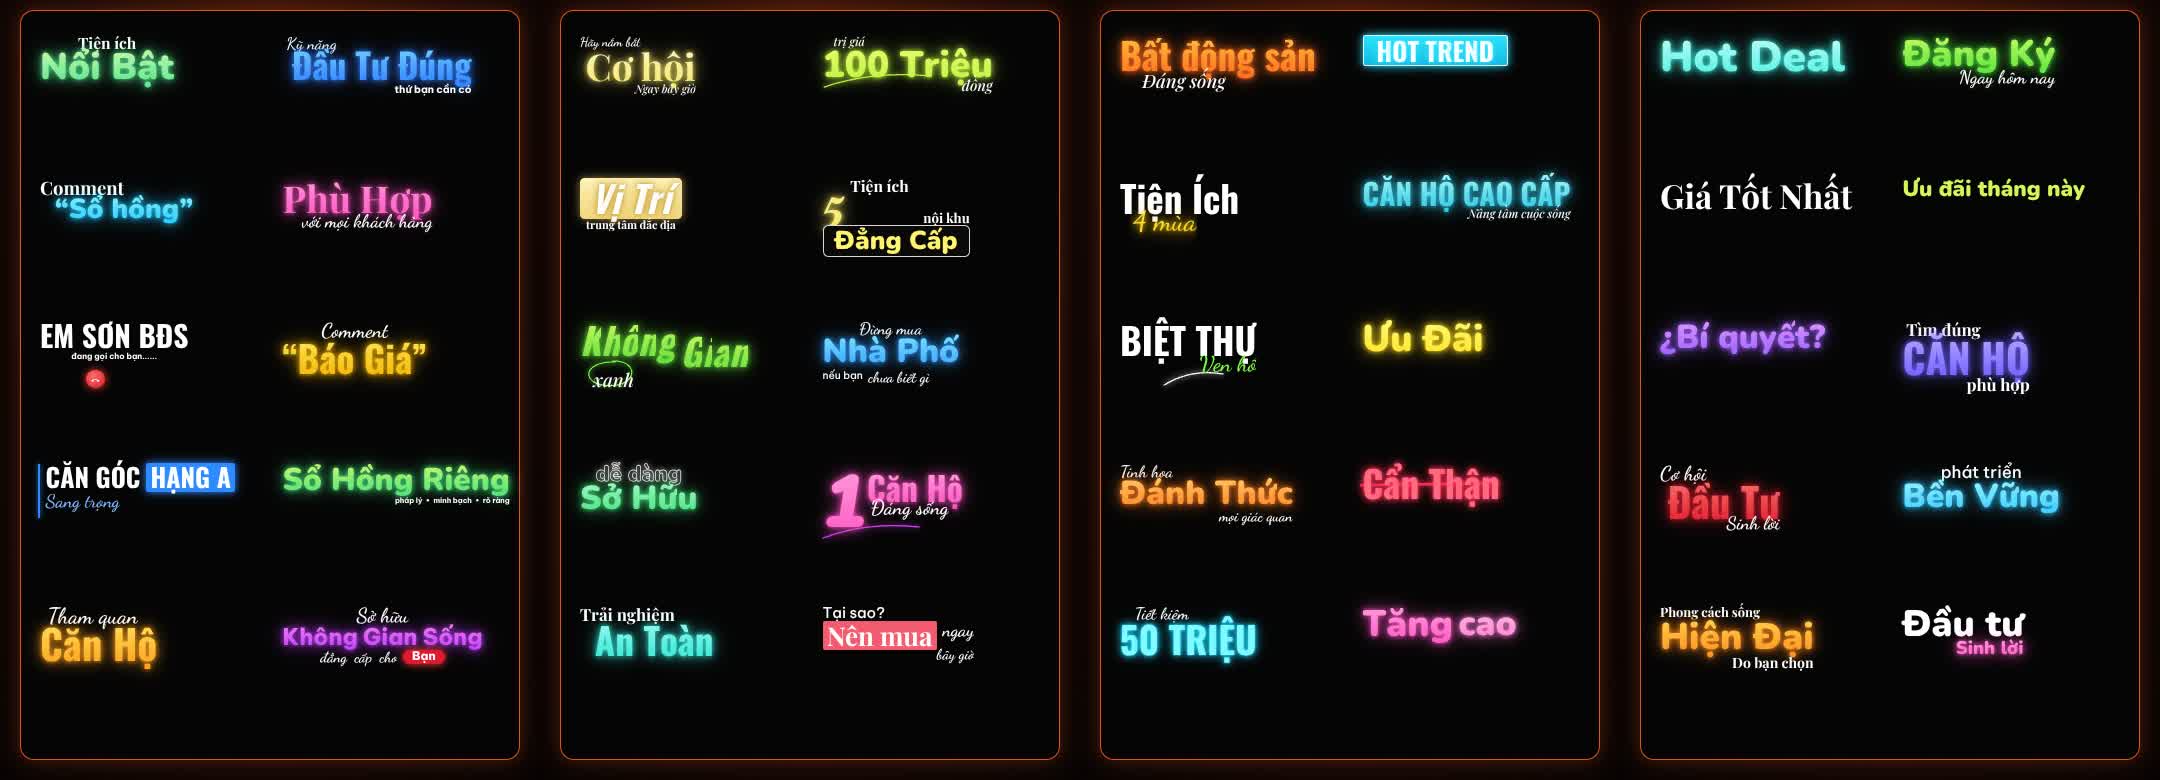 Tiện ích
Nổi Bật
Kỹ năng
Đầu Tư Đúng
thứ bạn cần có
Comment
“Sổ hồng”
Phù Hợp
với mọi khách hàng
EM SƠN BĐS
đang gọi cho bạn......
Comment
“Báo Giá”
CĂN GÓC HẠNG A
Sang trọng
Sổ Hồng Riêng
pháp lý • minh bạch • rõ ràng
Tham quan
Căn Hộ
Sở hữu
Không Gian Sống
đẳng cấp cho Bạn
Hãy nắm bắt
Cơ hội
Ngay bây giờ
trị giá
100 Triệu
đồng
Vị Trí
trung tâm đắc địa
Tiện ích
5
nội khu
Đẳng Cấp
Không Gian
xanh
Đừng mua
Nhà Phố
nếu bạn chưa biết gì
dễ dàng
Sở Hữu
1 Căn Hộ
Đáng sống
Trải nghiệm
An Toàn
Tại sao?
Nên mua ngay
bây giờ
Bất động sản
Đáng sống
HOT TREND
Tiện Ích
4 mùa
CĂN HỘ CAO CẤP
Nâng tầm cuộc sống
BIỆT THỰ
Ven hồ
Ưu Đãi
Tinh hoa
Đánh Thức
mọi giác quan
Cẩn Thận
Tiết kiệm
50 TRIỆU
Tăng cao
Hot Deal
Đăng Ký
Ngay hôm nay
Giá Tốt Nhất
Ưu đãi tháng này
¿Bí quyết?
Tìm đúng
CĂN HỘ
phù hợp
Cơ hội
Đầu Tư
Sinh lời
phát triển
Bền Vững
Phong cách sống
Hiện Đại
Do bạn chọn
Đầu tư
Sinh lời